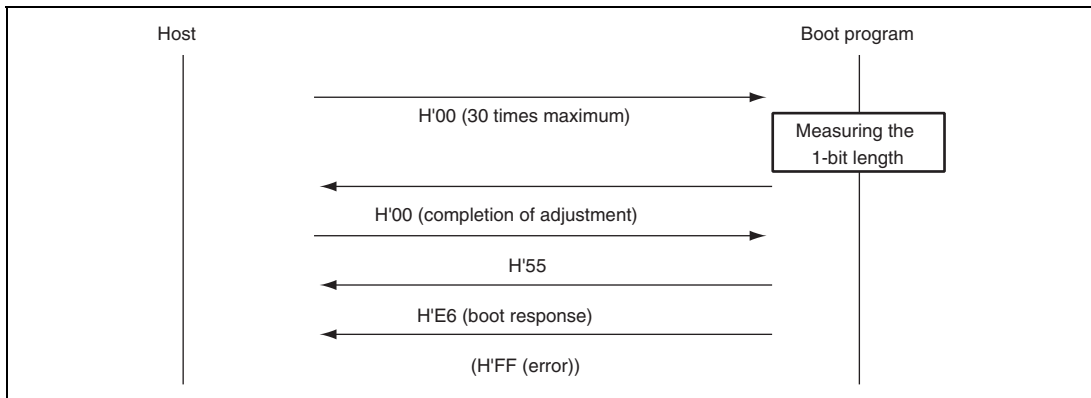 Host
Boot program
H'00 (30 times maximum)
Measuring the
1-bit length
H'00 (completion of adjustment)
H'55
H'E6 (boot response)
(H'FF (error))